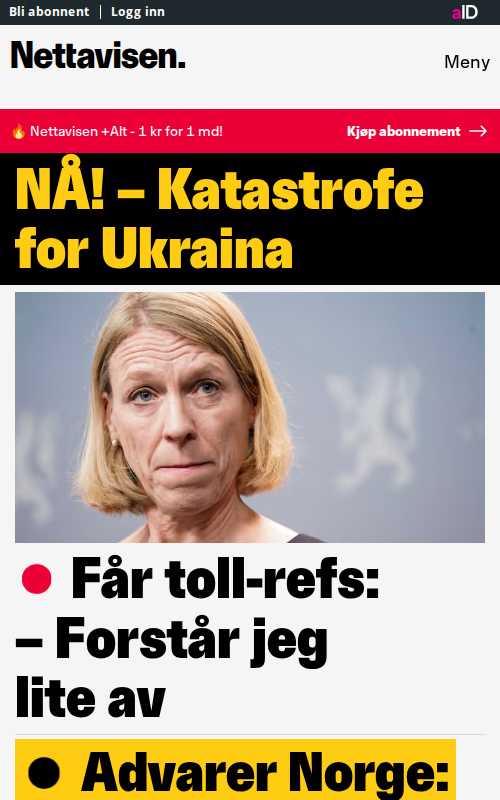 Bli abonnent | Logg inn aID
Nettavisen.
Meny
🔥 Nettavisen +Alt - 1 kr for 1 md! Kjøp abonnement →
NÅ! – Katastrofe
for Ukraina
Får toll-refs:
– Forstår jeg
lite av
Advarer Norge: